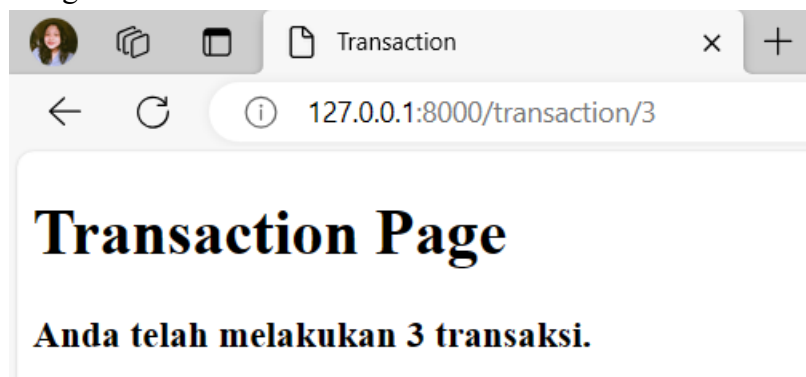 Transaction
127.0.0.1:8000/transaction/3
Transaction Page
Anda telah melakukan 3 transaksi.